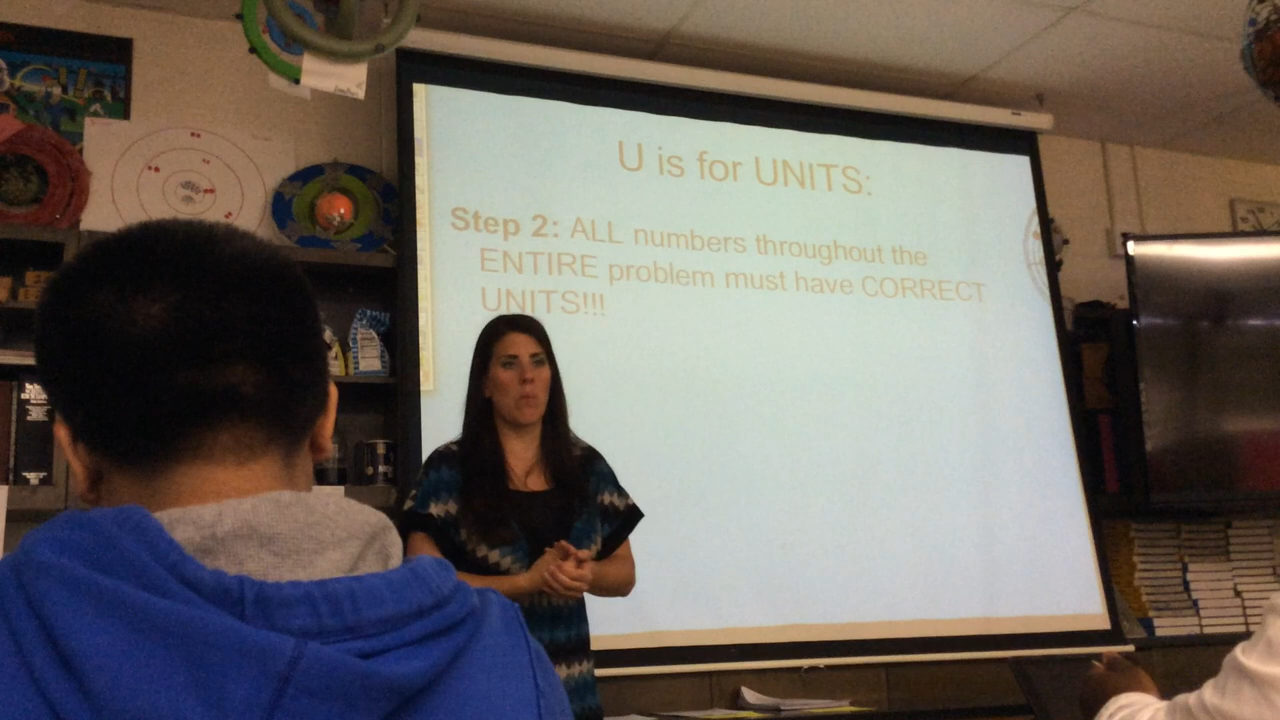 U is for UNITS:
Step 2: ALL numbers throughout the
ENTIRE problem must have CORRECT
UNITS!!!